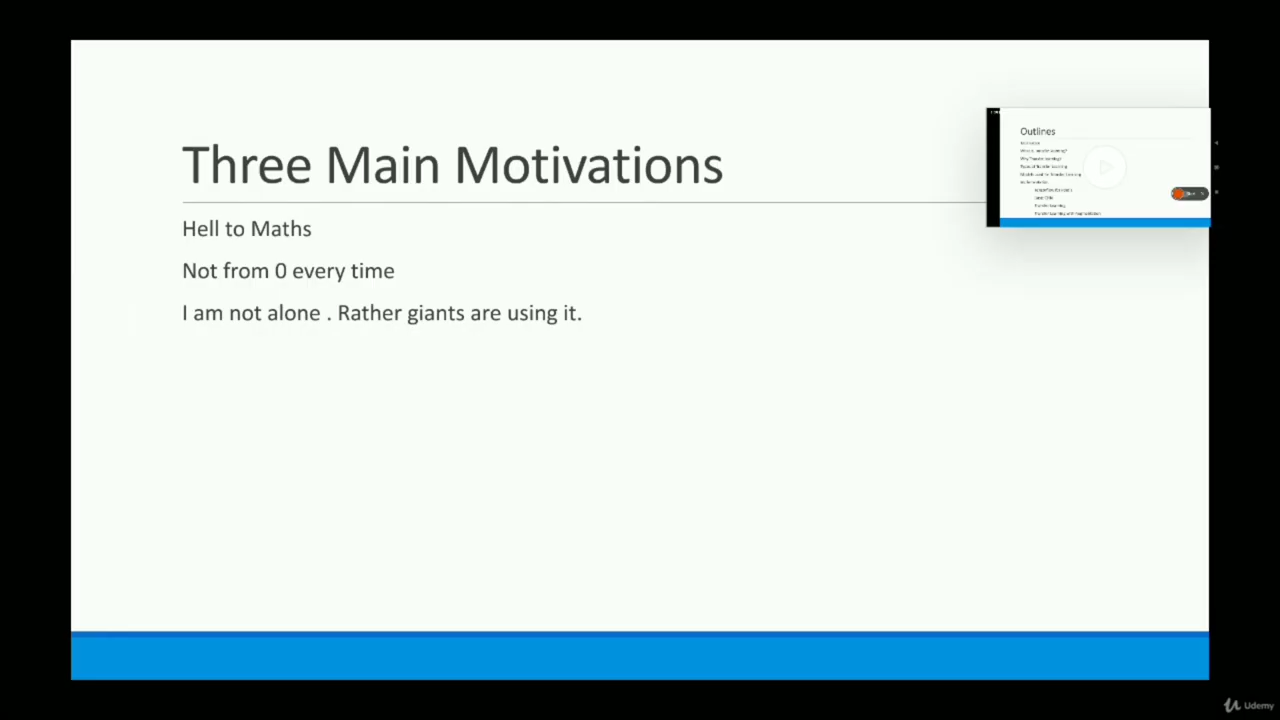 Three Main Motivations
Hell to Maths
Not from 0 every time
I am not alone . Rather giants are using it.
Outlines
Udemy